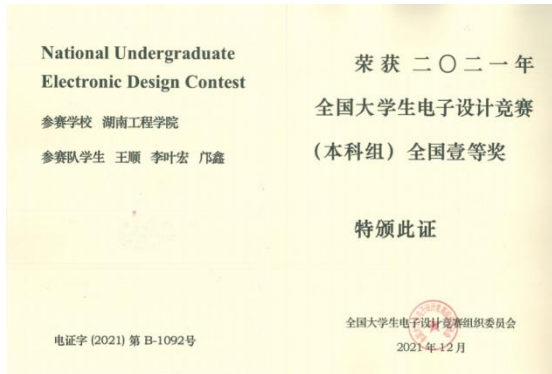 National Undergraduate
Electronic Design Contest
参赛学校 湖南工程学院
参赛队学生 王顺 李叶宏 邝鑫
电证字 (2021) 第 B-1092号
荣获 二〇二一年
全国大学生电子设计竞赛
(本科组) 全国壹等奖
特颁此证
全国大学生电子设计竞赛组织委员会
2021 年 12 月